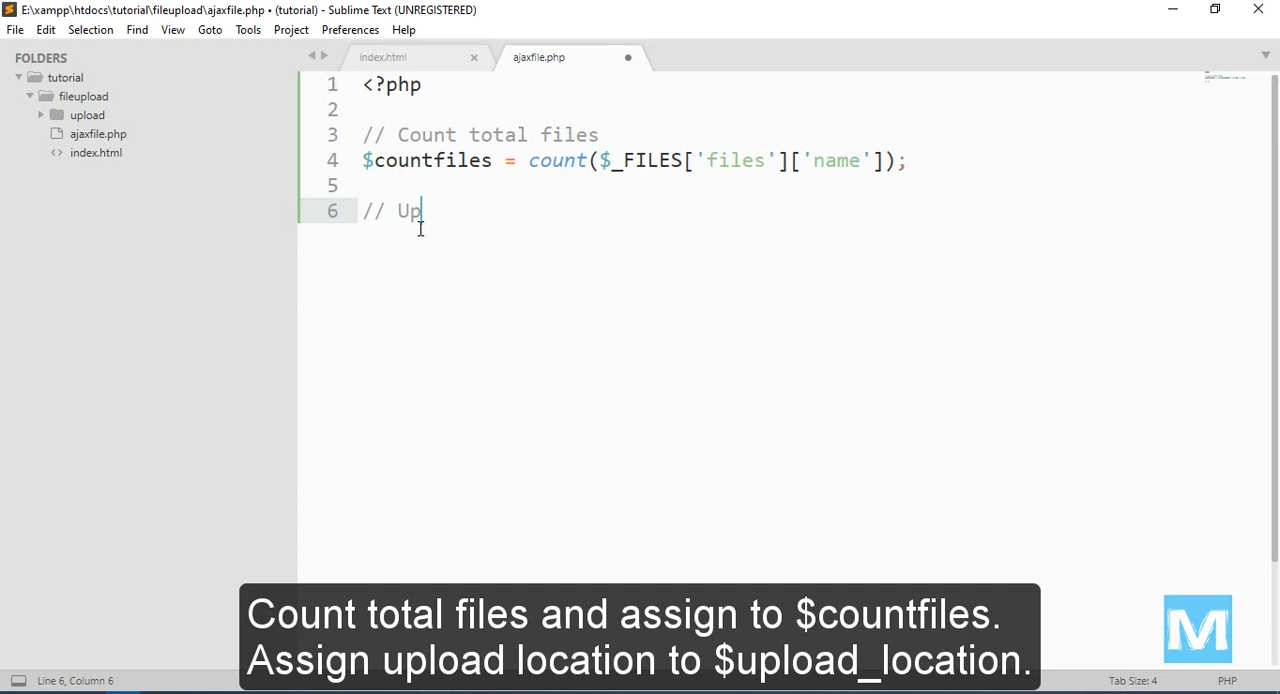 E:\xampp\htdocs\tutorial\fileupload\ajaxfile.php • (tutorial) - Sublime Text (UNREGISTERED)
File Edit Selection Find View Goto Tools Project Preferences Help
FOLDERS
tutorial
fileupload
upload
ajaxfile.php
index.html
index.html
ajaxfile.php
1 <?php
2
3 // Count total files
4 $countfiles = count($_FILES['files']['name']);
5
6 // Up
Count total files and assign to $countfiles.
Assign upload location to $upload_location.
M
Line 6, Column 6
Tab Size: 4
PHP